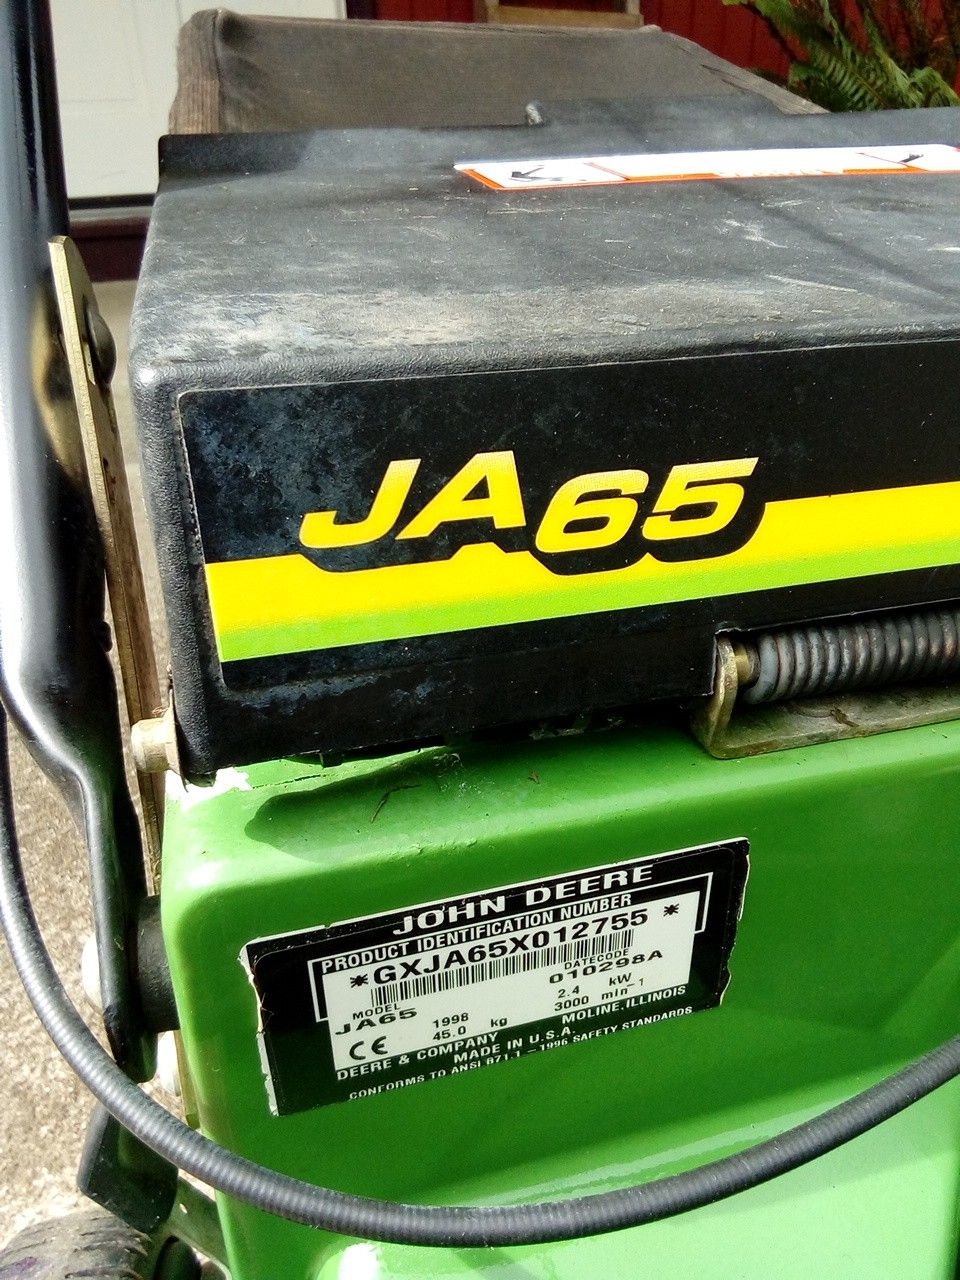 JA65
JOHN DEERE
PRODUCT IDENTIFICATION NUMBER
*GXJA65X012755 *
MODEL DATECODE
JA65 010298A
1998 2.4 kW
45.0 kg 3000 min-1
CE MOLINE, ILLINOIS
DEERE & COMPANY
MADE IN U.S.A.
CONFORMS TO ANSI B71.1-1996 SAFETY STANDARDS